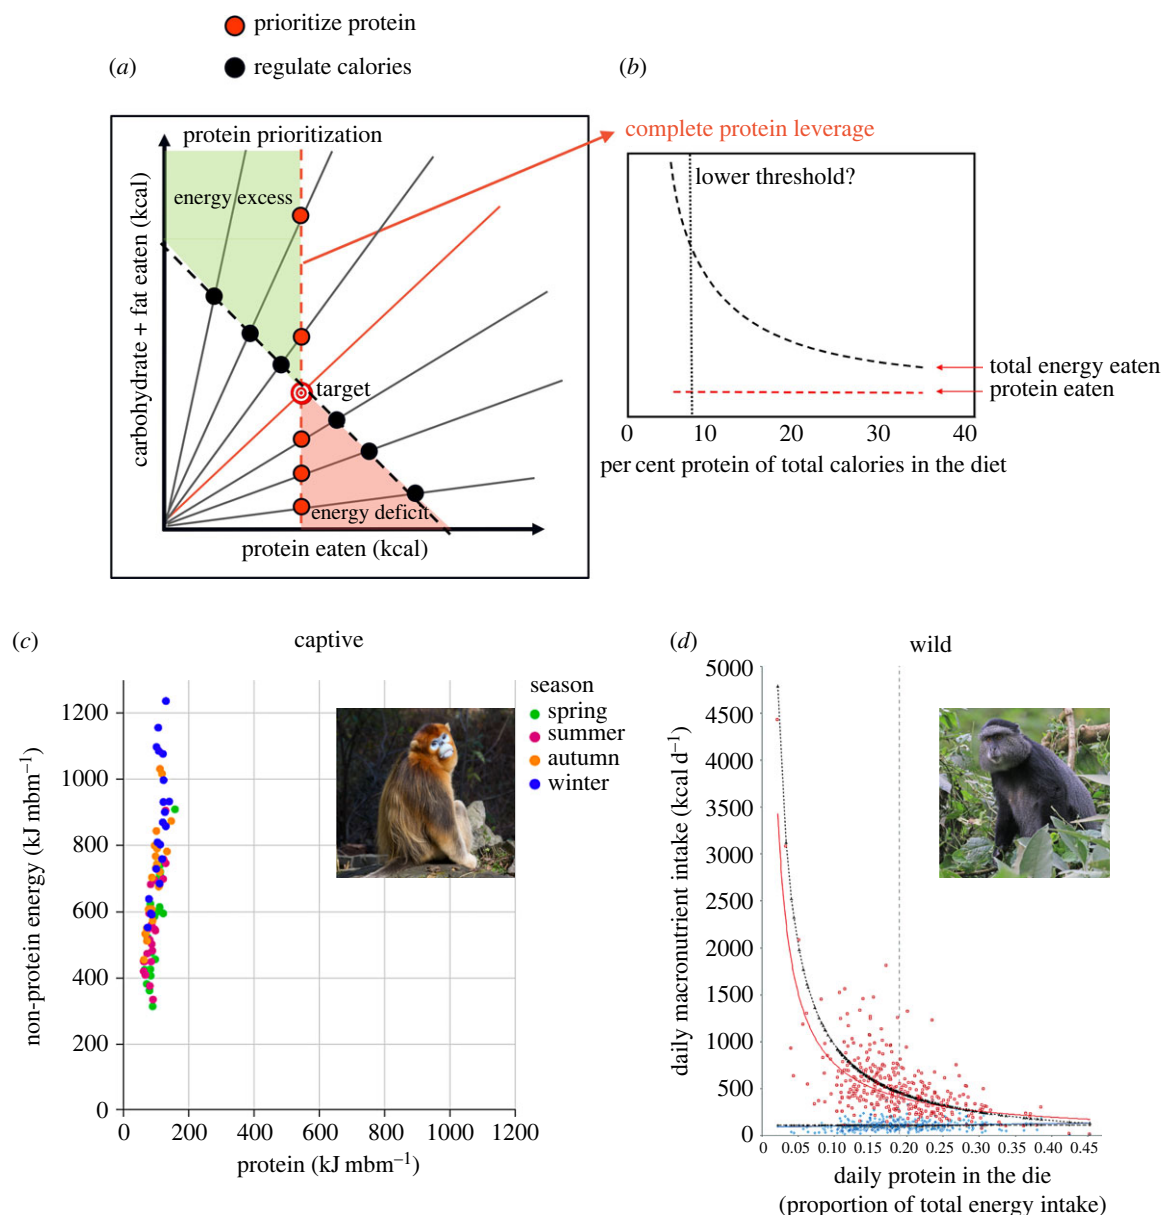 prioritize protein
regulate calories
(a)
protein prioritization
energy excess
target
energy deficit
carbohydrate + fat eaten (kcal)
protein eaten (kcal)
(b)
complete protein leverage
lower threshold?
total energy eaten
protein eaten
0 10 20 30 40
per cent protein of total calories in the diet
(c)
captive
season
spring
summer
autumn
winter
1200
1000
800
600
400
200
0
0 200 400 600 800 1000 1200
non-protein energy (kJ mbm⁻¹)
protein (kJ mbm⁻¹)
(d)
wild
5000
4500
4000
3500
3000
2500
2000
1500
1000
500
0
0 0.05 0.10 0.15 0.20 0.25 0.30 0.35 0.40 0.45
daily macronutrient intake (kcal d⁻¹)
daily protein in the die
(proportion of total energy intake)